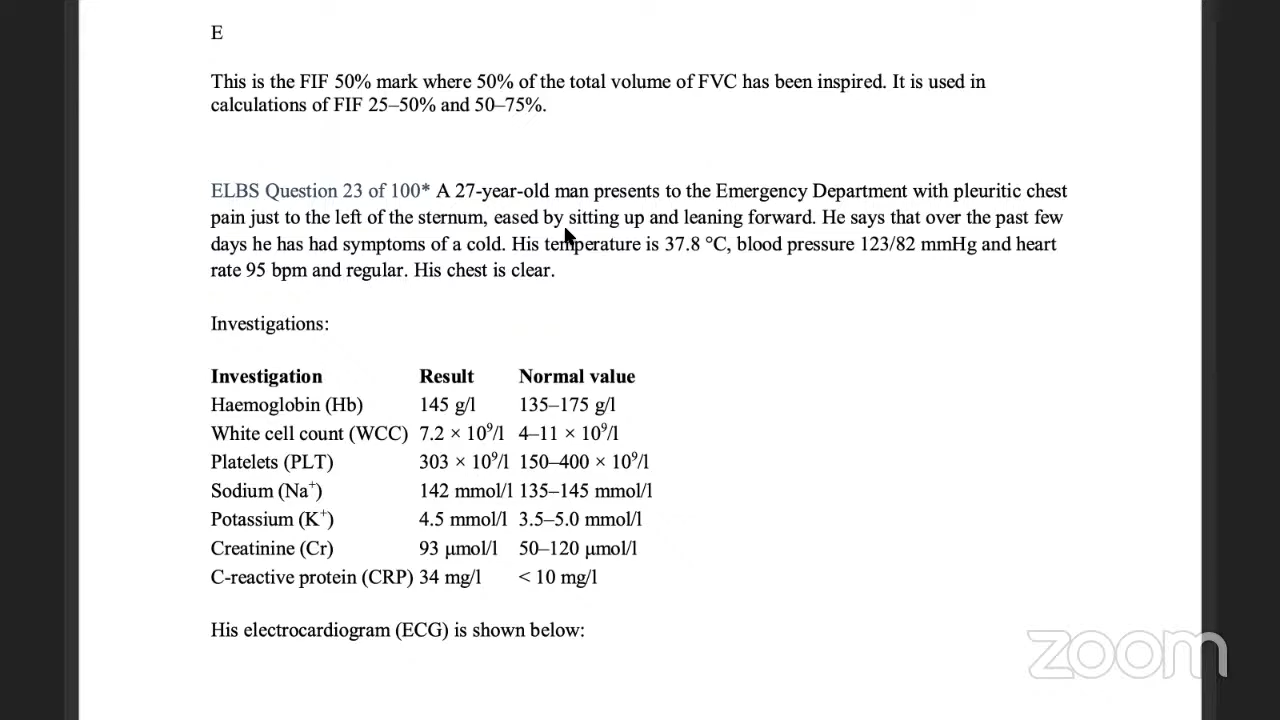 E
This is the FIF 50% mark where 50% of the total volume of FVC has been inspired. It is used in
calculations of FIF 25–50% and 50–75%.
ELBS Question 23 of 100* A 27-year-old man presents to the Emergency Department with pleuritic chest
pain just to the left of the sternum, eased by sitting up and leaning forward. He says that over the past few
days he has had symptoms of a cold. His temperature is 37.8 °C, blood pressure 123/82 mmHg and heart
rate 95 bpm and regular. His chest is clear.
Investigations:
Investigation Result Normal value
Haemoglobin (Hb) 145 g/l 135–175 g/l
White cell count (WCC) 7.2 × 10⁹/l 4–11 × 10⁹/l
Platelets (PLT) 303 × 10⁹/l 150–400 × 10⁹/l
Sodium (Na⁺) 142 mmol/l 135–145 mmol/l
Potassium (K⁺) 4.5 mmol/l 3.5–5.0 mmol/l
Creatinine (Cr) 93 µmol/l 50–120 µmol/l
C-reactive protein (CRP) 34 mg/l < 10 mg/l
His electrocardiogram (ECG) is shown below:
zoom